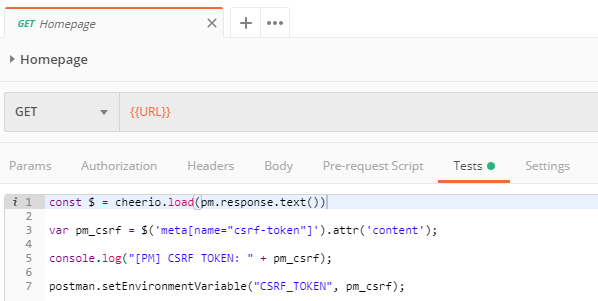 GET Homepage
Homepage
GET {{URL}}
Params Authorization Headers Body Pre-request Script Tests Settings
i 1 const $ = cheerio.load(pm.response.text())
2
3 var pm_csrf = $('meta[name="csrf-token"]').attr('content');
4
5 console.log("[PM] CSRF TOKEN: " + pm_csrf);
6
7 postman.setEnvironmentVariable("CSRF_TOKEN", pm_csrf);